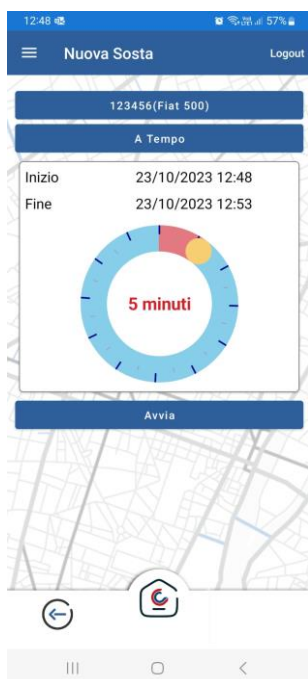 12:48 57%
Nuova Sosta Logout
123456(Fiat 500)
A Tempo
Inizio 23/10/2023 12:48
Fine 23/10/2023 12:53
5 minuti
Avvia